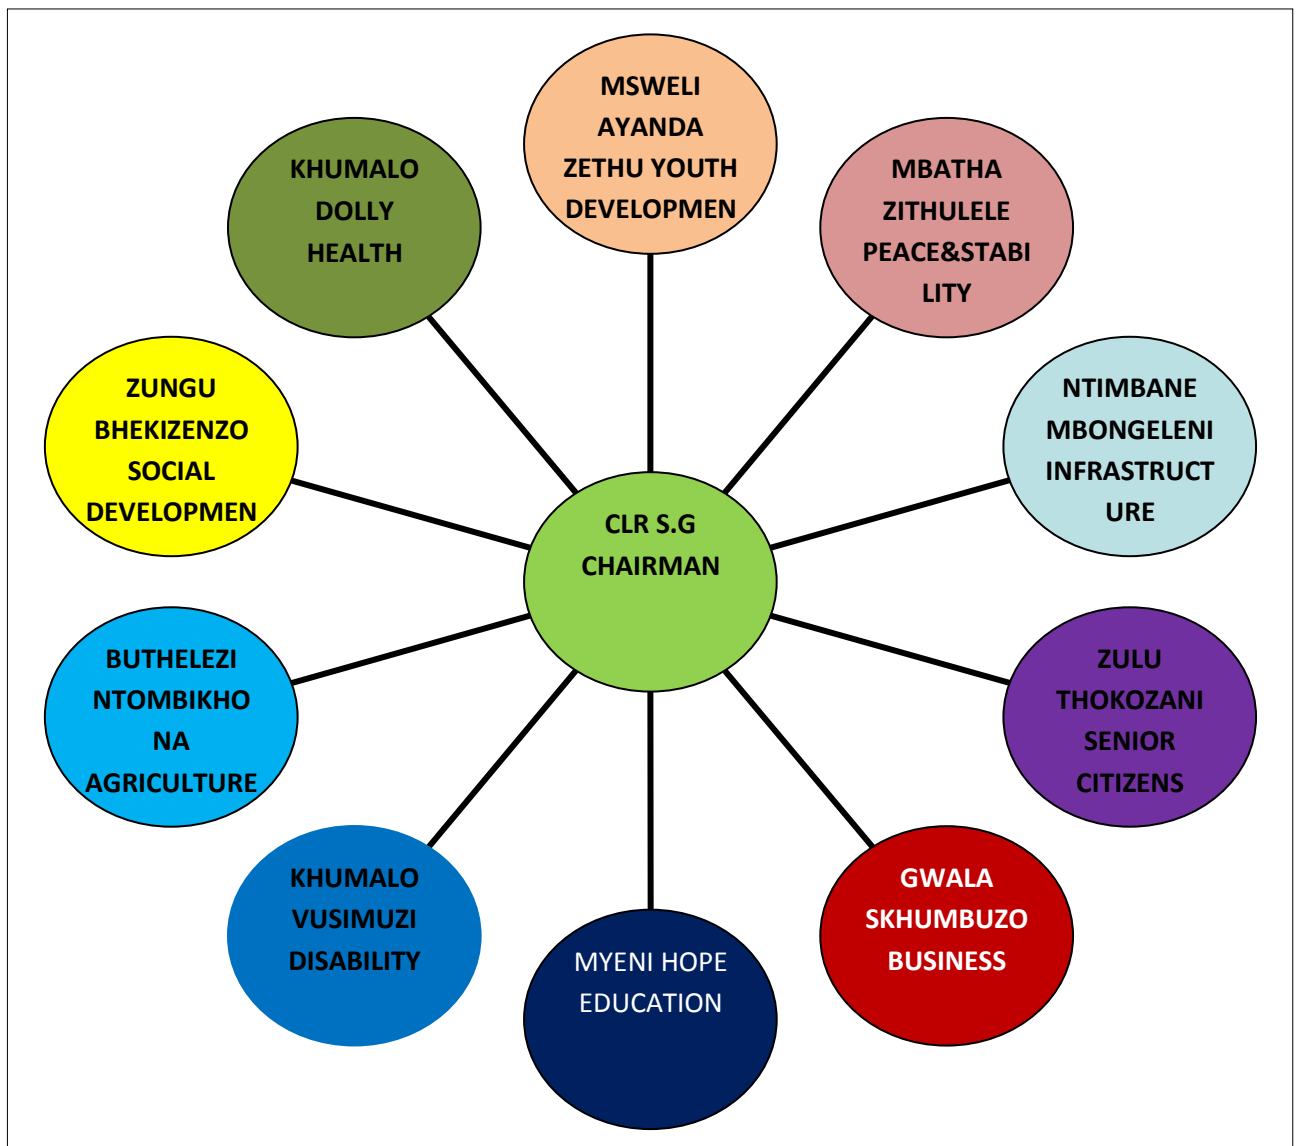 MSWELI
AYANDA
ZETHU YOUTH
DEVELOPMEN
MBATHA
ZITHULELE
PEACE&STABI
LITY
NTIMBANE
MBONGELENI
INFRASTRUCT
URE
ZULU
THOKOZANI
SENIOR
CITIZENS
GWALA
SKHUMBUZO
BUSINESS
MYENI HOPE
EDUCATION
KHUMALO
VUSIMUZI
DISABILITY
BUTHELEZI
NTOMBIKHO
NA
AGRICULTURE
ZUNGU
BHEKIZENZO
SOCIAL
DEVELOPMEN
KHUMALO
DOLLY
HEALTH
CLR S.G
CHAIRMAN